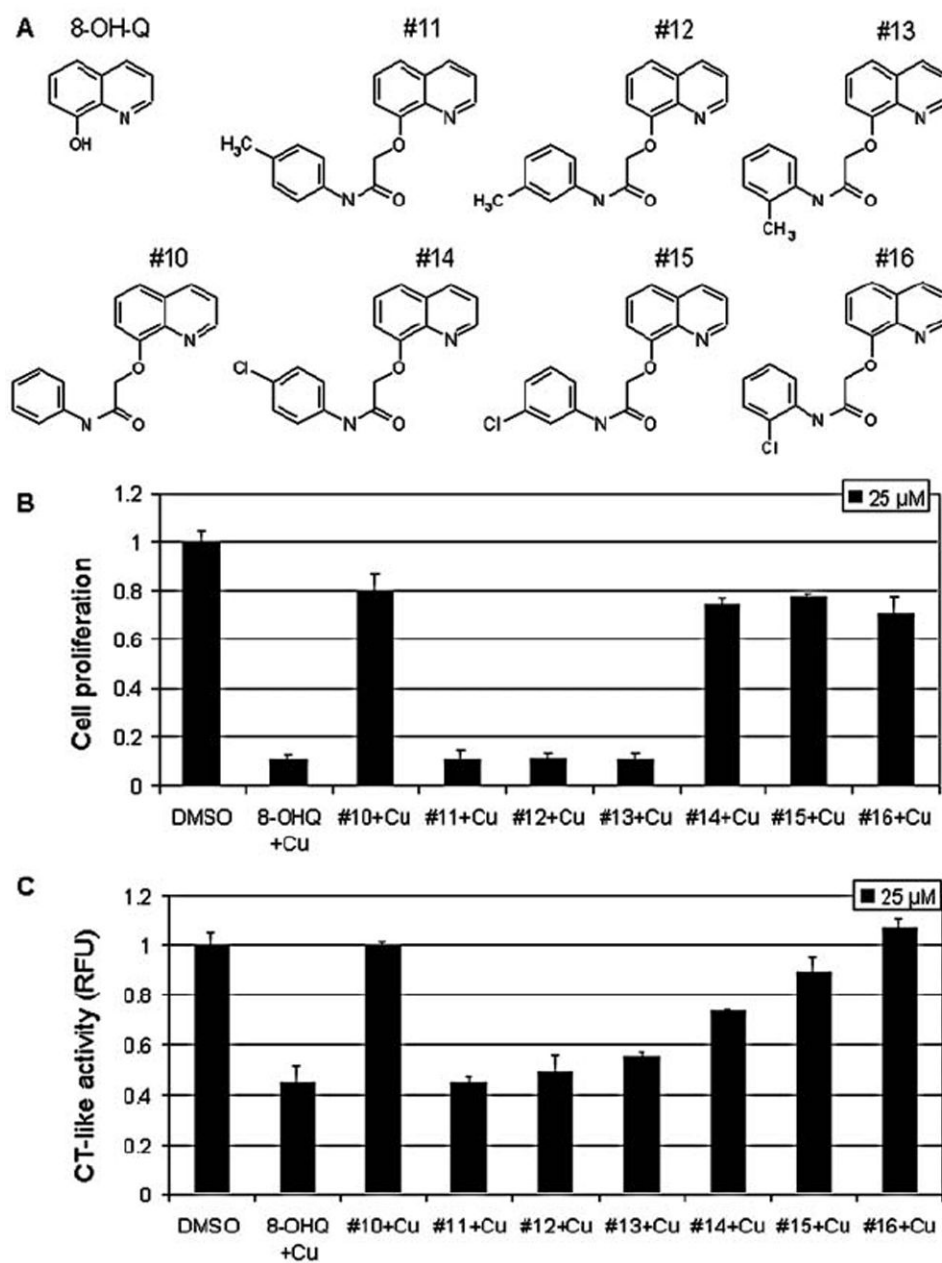 A 8-OH-Q #11 #12 #13
N
OH
H₃C
O
N
N
O
H₃C
O
N
N
O
CH₃
O
N
N
O
#10 #14 #15 #16
N
O
N
O
Cl
N
O
N
O
Cl
N
O
N
O
Cl
N
O
N
O
B
25 µM
Cell proliferation
1.2
1
0.8
0.6
0.4
0.2
0
DMSO 8-OHQ +Cu #10+Cu #11+Cu #12+Cu #13+Cu #14+Cu #15+Cu #16+Cu
C
25 µM
CT-like activity (RFU)
1.2
1
0.8
0.6
0.4
0.2
0
DMSO 8-OHQ +Cu #10+Cu #11+Cu #12+Cu #13+Cu #14+Cu #15+Cu #16+Cu